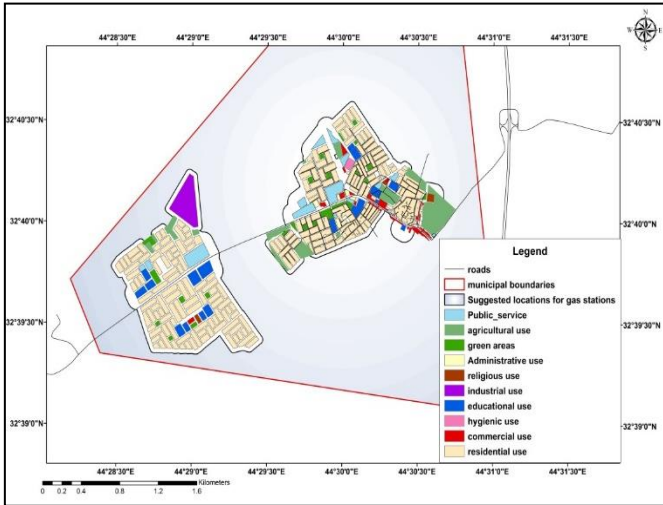 N
W E
S
44°28'30"E 44°29'0"E 44°29'30"E 44°30'0"E 44°30'30"E 44°31'0"E 44°31'30"E
32°40'30"N 32°40'30"N
32°40'0"N 32°40'0"N
32°39'30"N 32°39'30"N
32°39'0"N 32°39'0"N
Legend
roads
municipal boundaries
Suggested locations for gas stations
Public_service
agricultural use
green areas
Administrative use
religious use
industrial use
educational use
hygienic use
commercial use
residential use
44°28'30"E 44°29'0"E 44°29'30"E 44°30'0"E 44°30'30"E 44°31'0"E 44°31'30"E
Kilometers
0 0.2 0.4 0.8 1.2 1.6